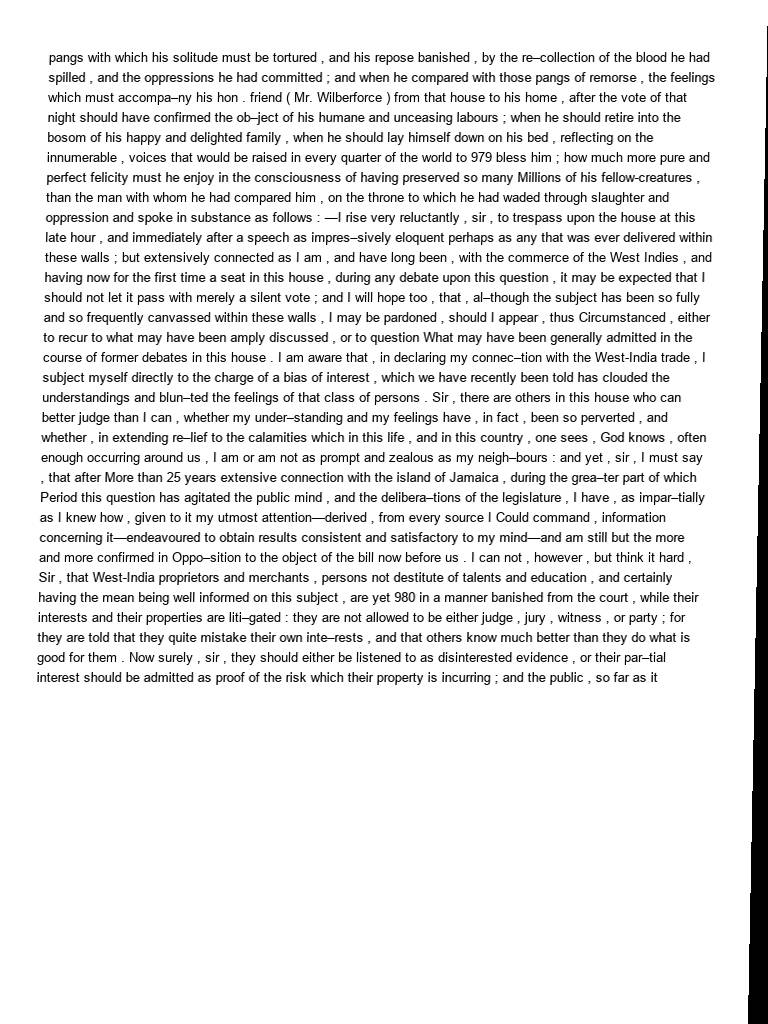 pangs with which his solitude must be tortured , and his repose banished , by the re–collection of the blood he had
spilled , and the oppressions he had committed ; and when he compared with those pangs of remorse , the feelings
which must accompa–ny his hon . friend ( Mr. Wilberforce ) from that house to his home , after the vote of that
night should have confirmed the ob–ject of his humane and unceasing labours ; when he should retire into the
bosom of his happy and delighted family , when he should lay himself down on his bed , reflecting on the
innumerable , voices that would be raised in every quarter of the world to 979 bless him ; how much more pure and
perfect felicity must he enjoy in the consciousness of having preserved so many Millions of his fellow-creatures ,
than the man with whom he had compared him , on the throne to which he had waded through slaughter and
oppression and spoke in substance as follows : —I rise very reluctantly , sir , to trespass upon the house at this
late hour , and immediately after a speech as impres–sively eloquent perhaps as any that was ever delivered within
these walls ; but extensively connected as I am , and have long been , with the commerce of the West Indies , and
having now for the first time a seat in this house , during any debate upon this question , it may be expected that I
should not let it pass with merely a silent vote ; and I will hope too , that , al–though the subject has been so fully
and so frequently canvassed within these walls , I may be pardoned , should I appear , thus Circumstanced , either
to recur to what may have been amply discussed , or to question What may have been generally admitted in the
course of former debates in this house . I am aware that , in declaring my connec–tion with the West-India trade , I
subject myself directly to the charge of a bias of interest , which we have recently been told has clouded the
understandings and blun–ted the feelings of that class of persons . Sir , there are others in this house who can
better judge than I can , whether my under–standing and my feelings have , in fact , been so perverted , and
whether , in extending re–lief to the calamities which in this life , and in this country , one sees , God knows , often
enough occurring around us , I am or am not as prompt and zealous as my neigh–bours : and yet , sir , I must say
, that after More than 25 years extensive connection with the island of Jamaica , during the grea–ter part of which
Period this question has agitated the public mind , and the delibera–tions of the legislature , I have , as impar–tially
as I knew how , given to it my utmost attention—derived , from every source I Could command , information
concerning it—endeavoured to obtain results consistent and satisfactory to my mind—and am still but the more
and more confirmed in Oppo–sition to the object of the bill now before us . I can not , however , but think it hard ,
Sir , that West-India proprietors and merchants , persons not destitute of talents and education , and certainly
having the mean being well informed on this subject , are yet 980 in a manner banished from the court , while their
interests and their properties are liti–gated : they are not allowed to be either judge , jury , witness , or party ; for
they are told that they quite mistake their own inte–rests , and that others know much better than they do what is
good for them . Now surely , sir , they should either be listened to as disinterested evidence , or their par–tial
interest should be admitted as proof of the risk which their property is incurring ; and the public , so far as it